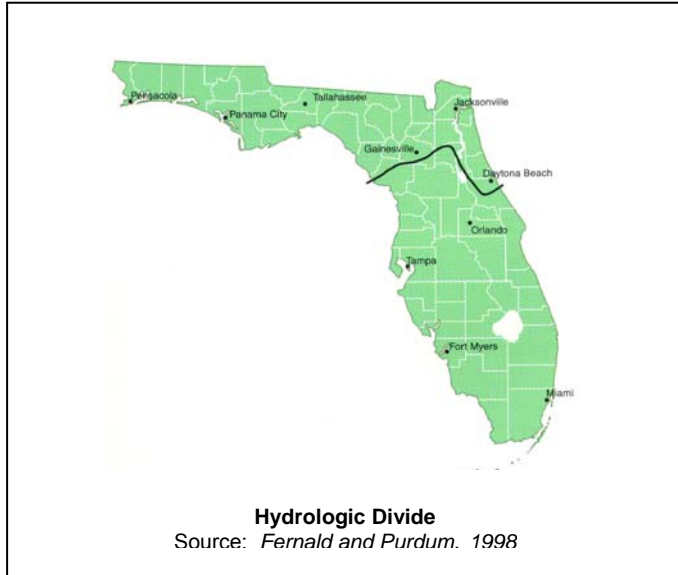 Pensacola
Panama City
Tallahassee
Jacksonville
Gainesville
Daytona Beach
Orlando
Tampa
Fort Myers
Miami
Hydrologic Divide
Source: Fernald and Purdum, 1998